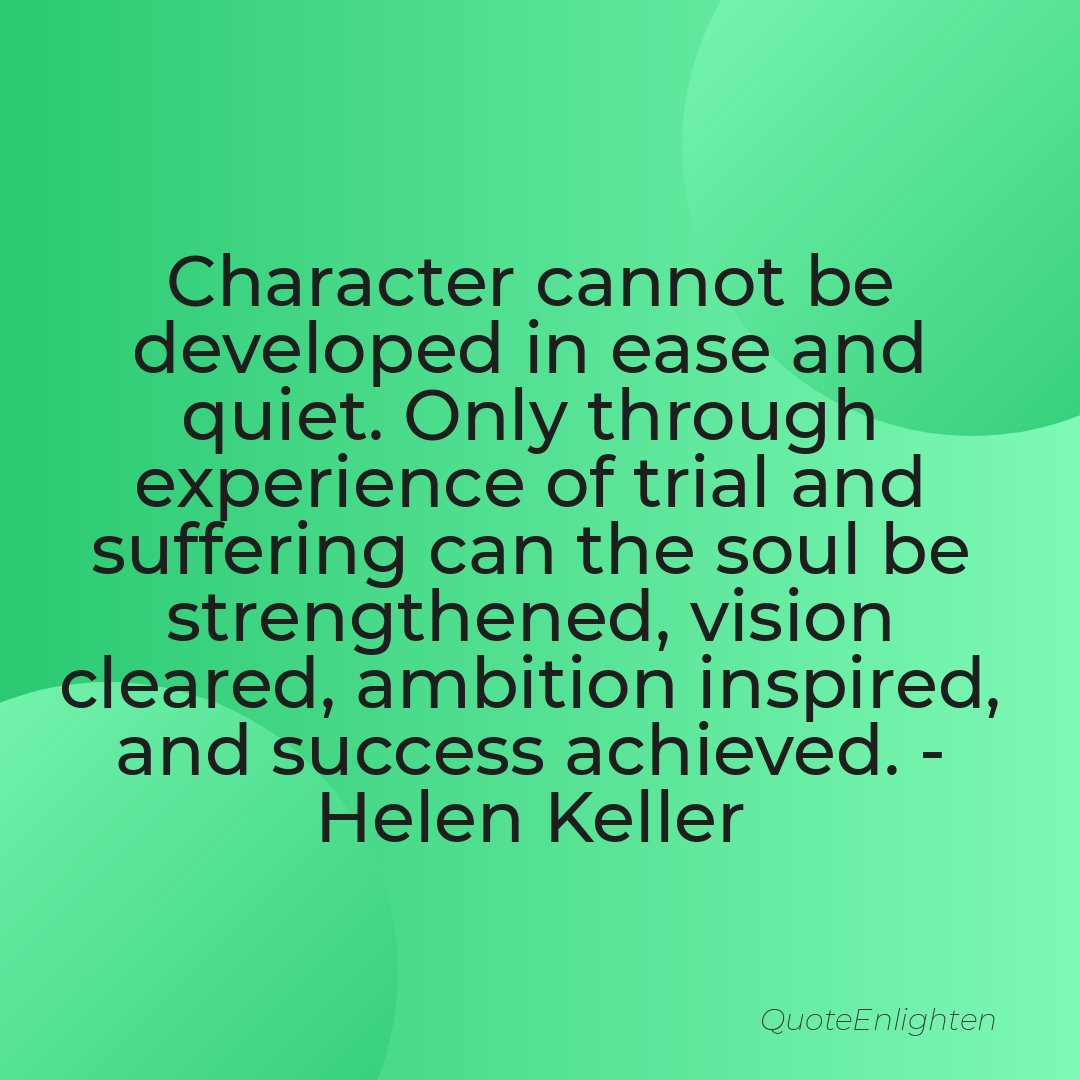 Character cannot be
developed in ease and
quiet. Only through
experience of trial and
suffering can the soul be
strengthened, vision
cleared, ambition inspired,
and success achieved. -
Helen Keller
QuoteEnlighten